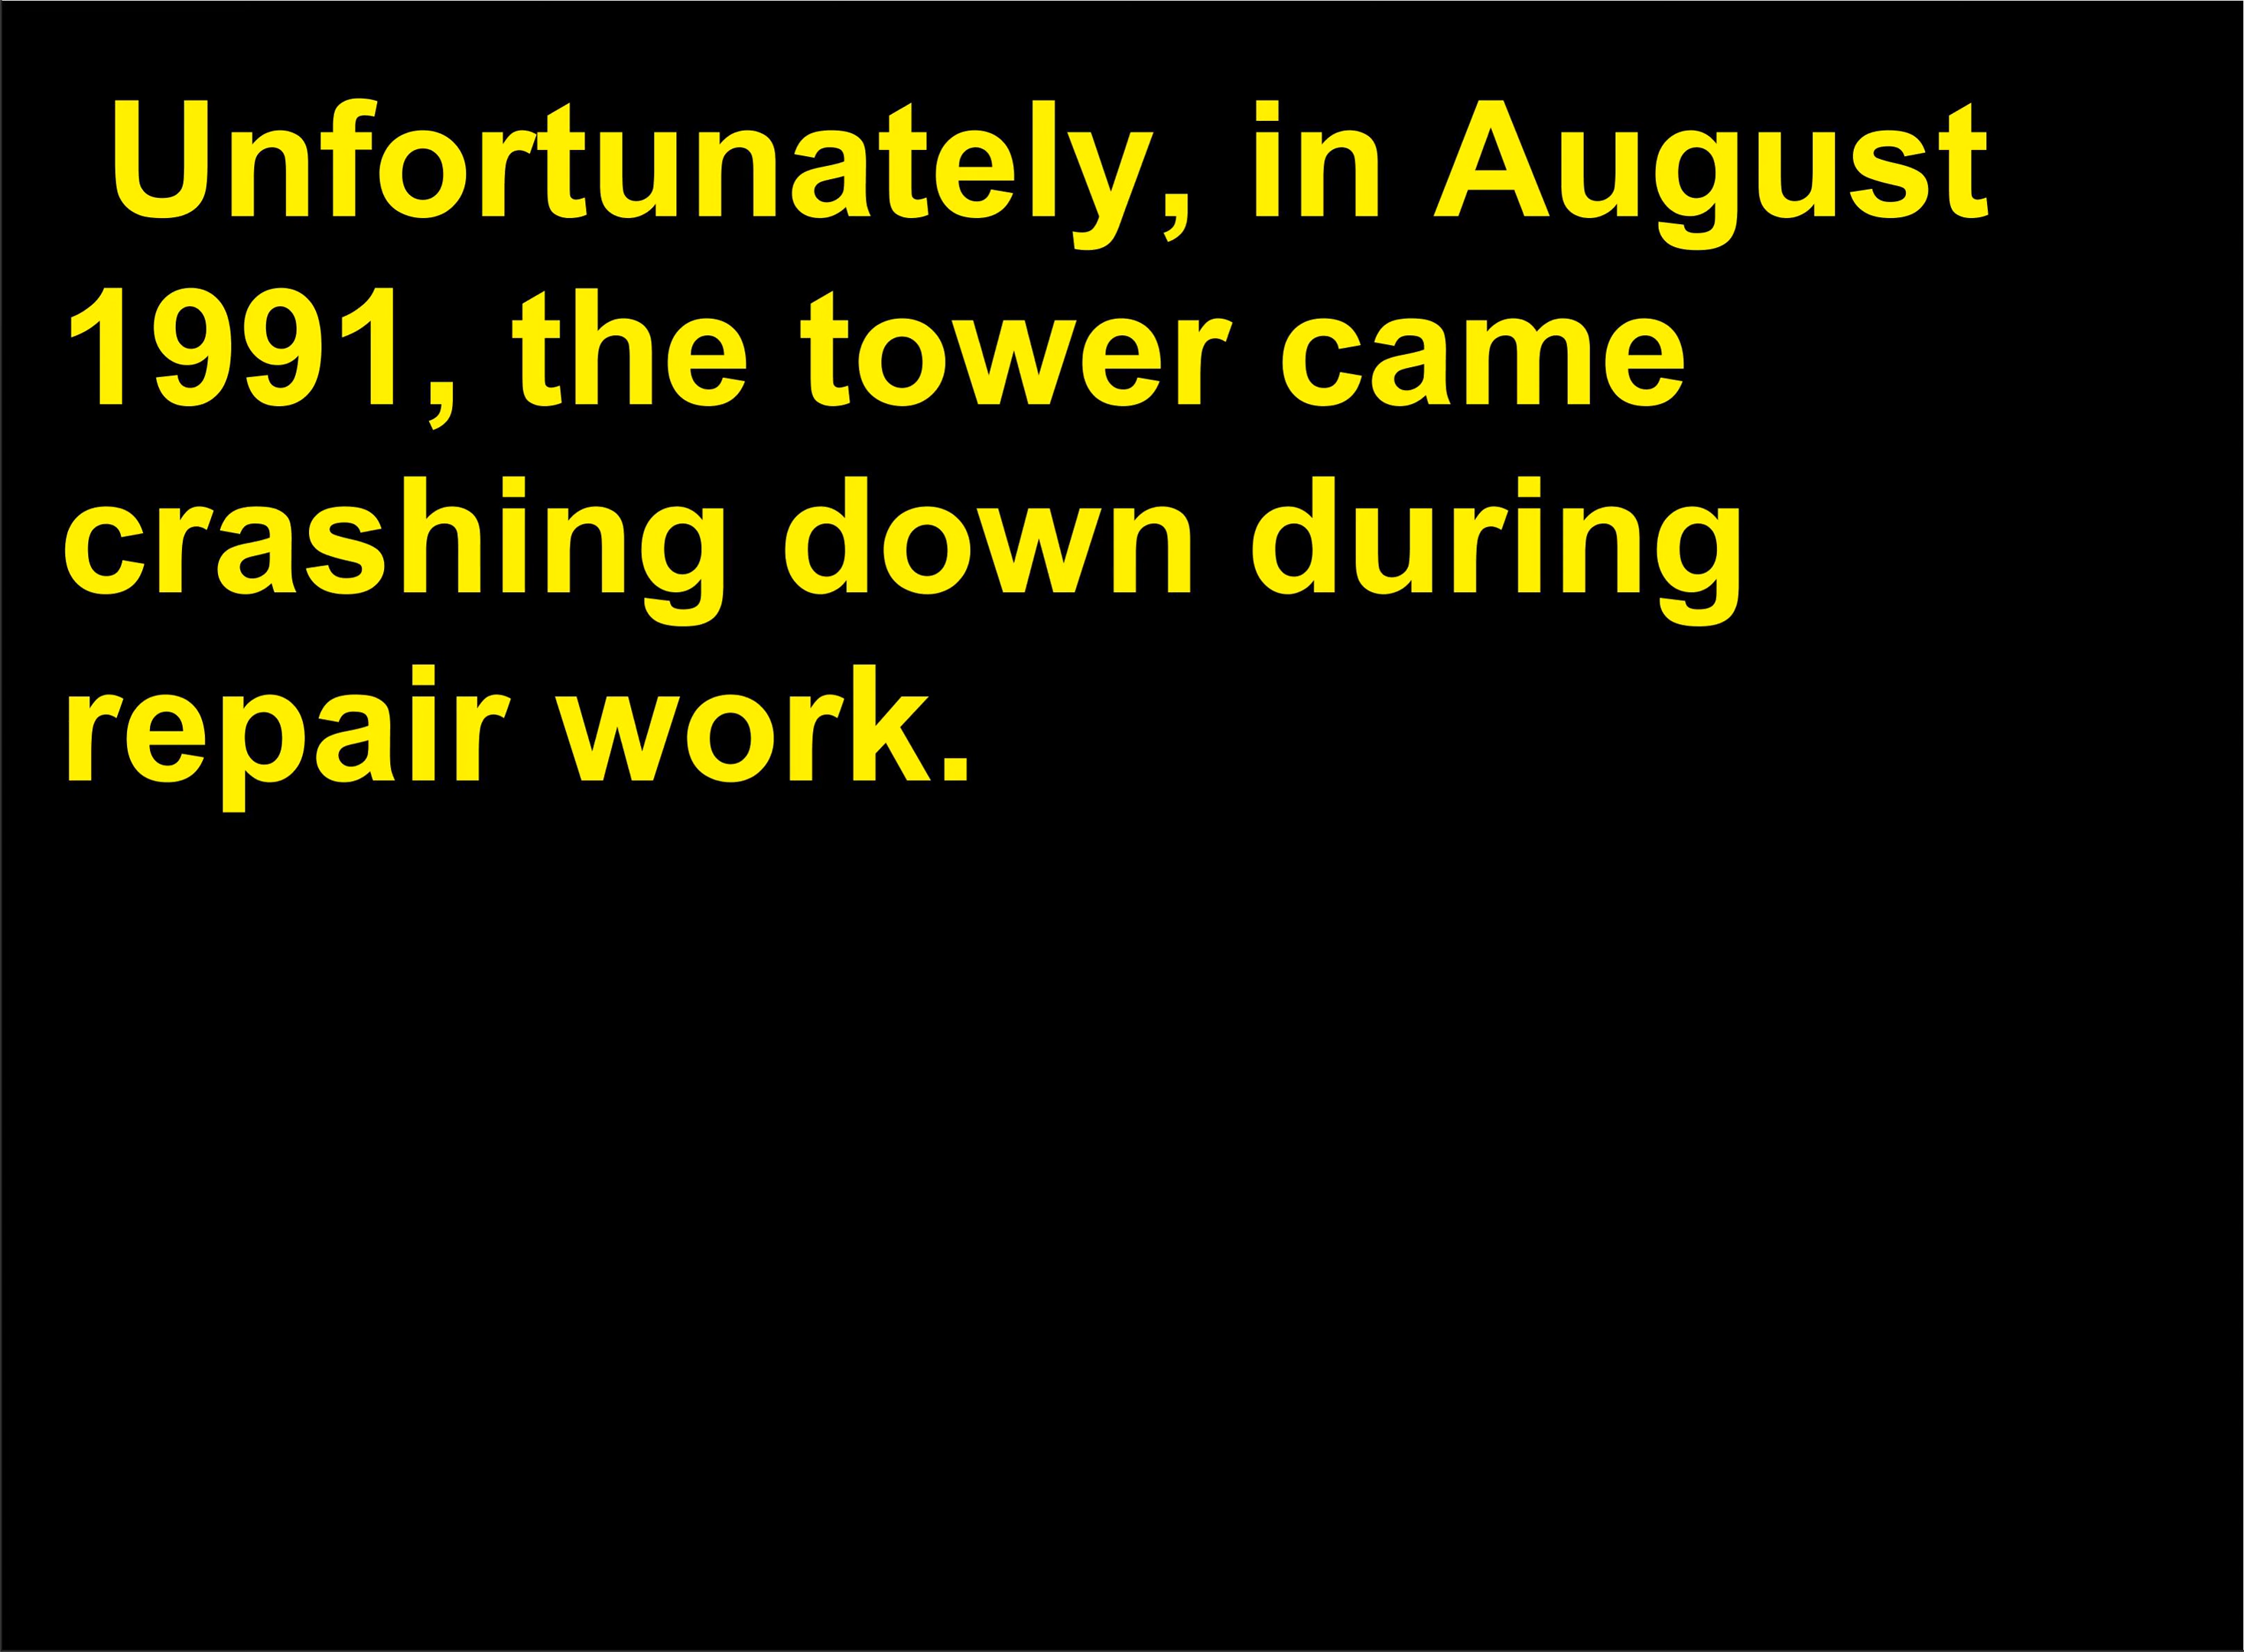 Unfortunately, in August
1991, the tower came
crashing down during
repair work.